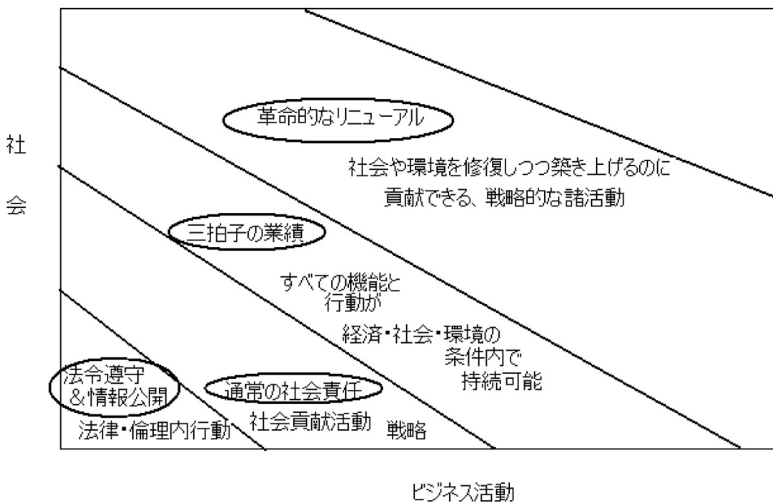 革命的なリニューアル
社会
社会や環境を修復しつつ築き上げるのに
貢献できる、戦略的な諸活動
三拍子の業績
すべての機能と
行動が
経済・社会・環境の
条件内で
持続可能
法令遵守
&情報公開
通常の社会責任
法律・倫理内行動
社会貢献活動
戦略
ビジネス活動